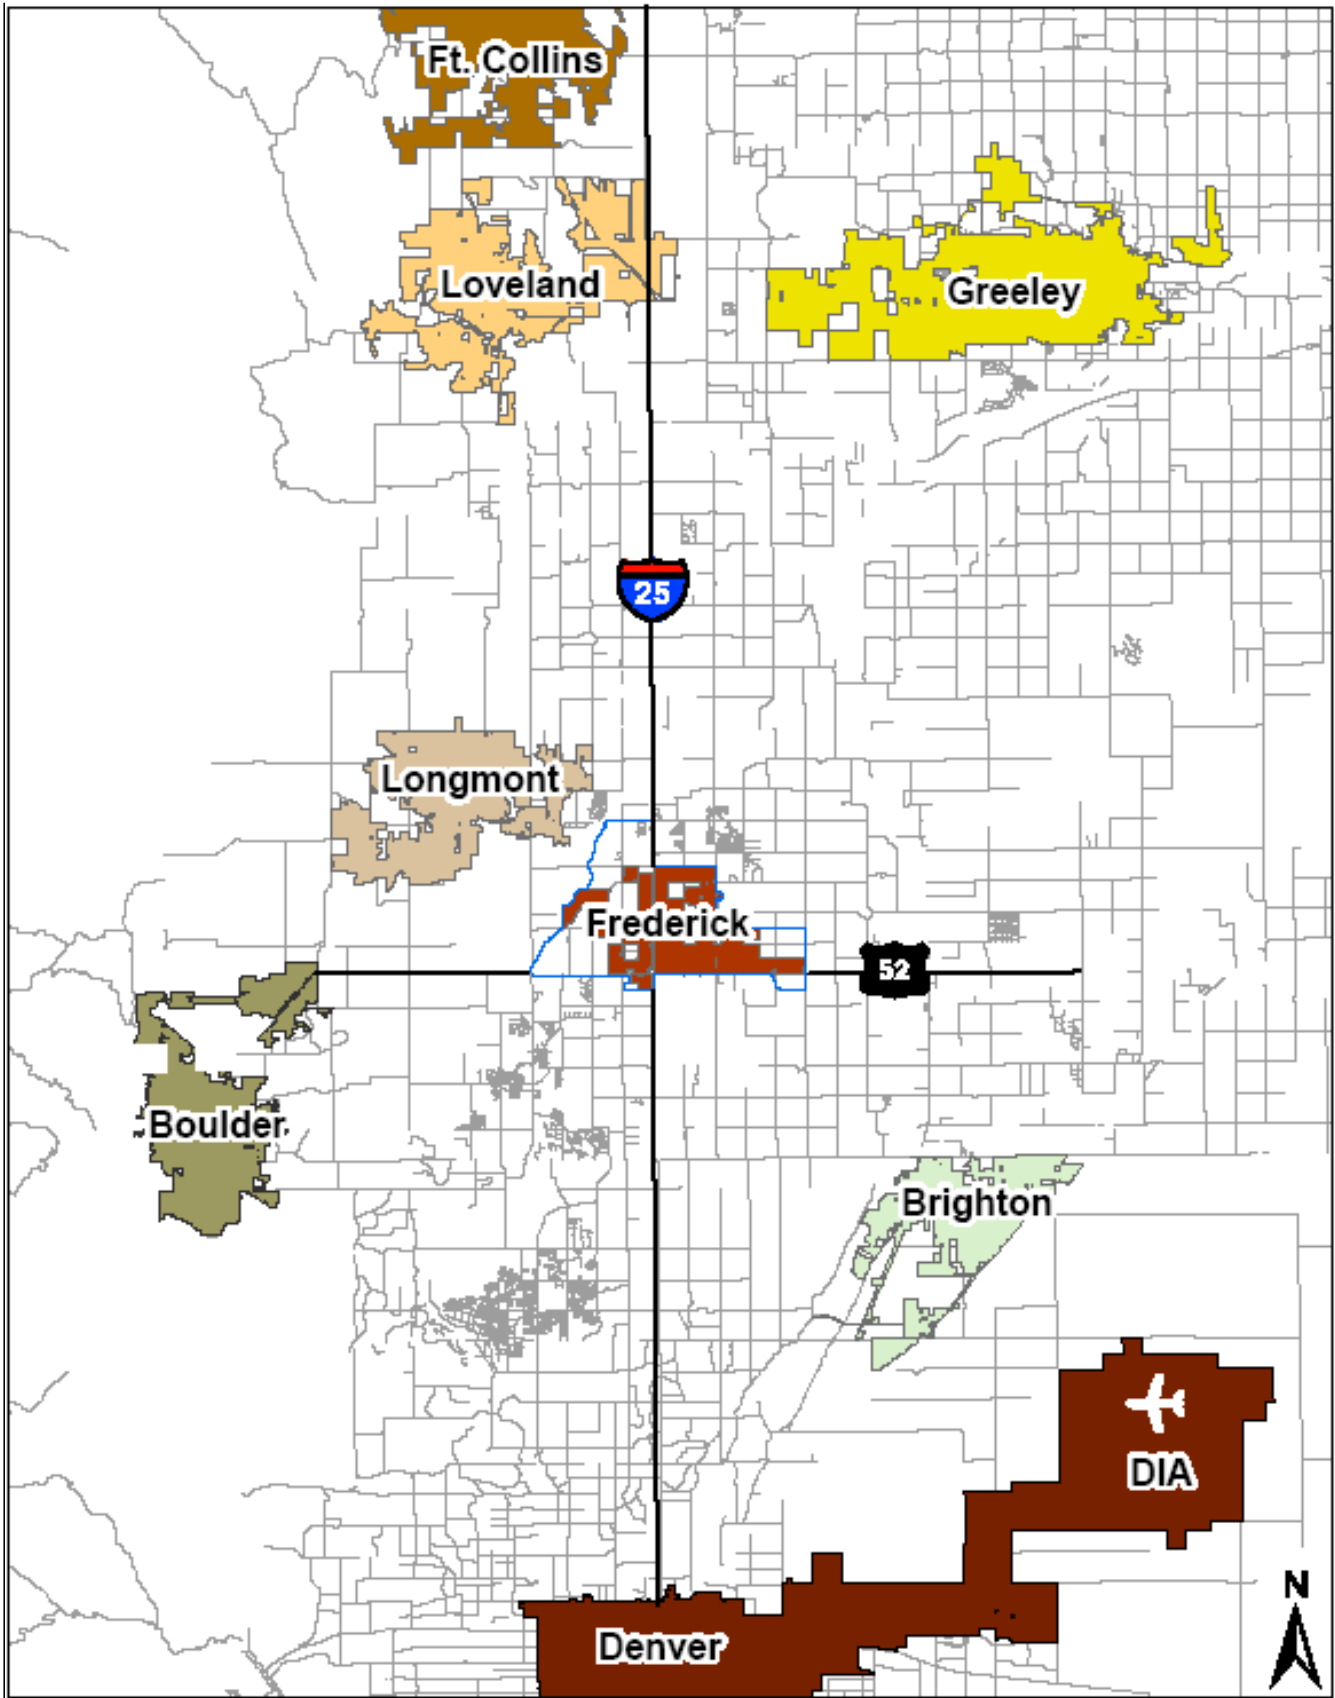 Ft. Collins
Loveland
Greeley
25
Longmont
Frederick
52
Boulder
Brighton
DIA
N
Denver